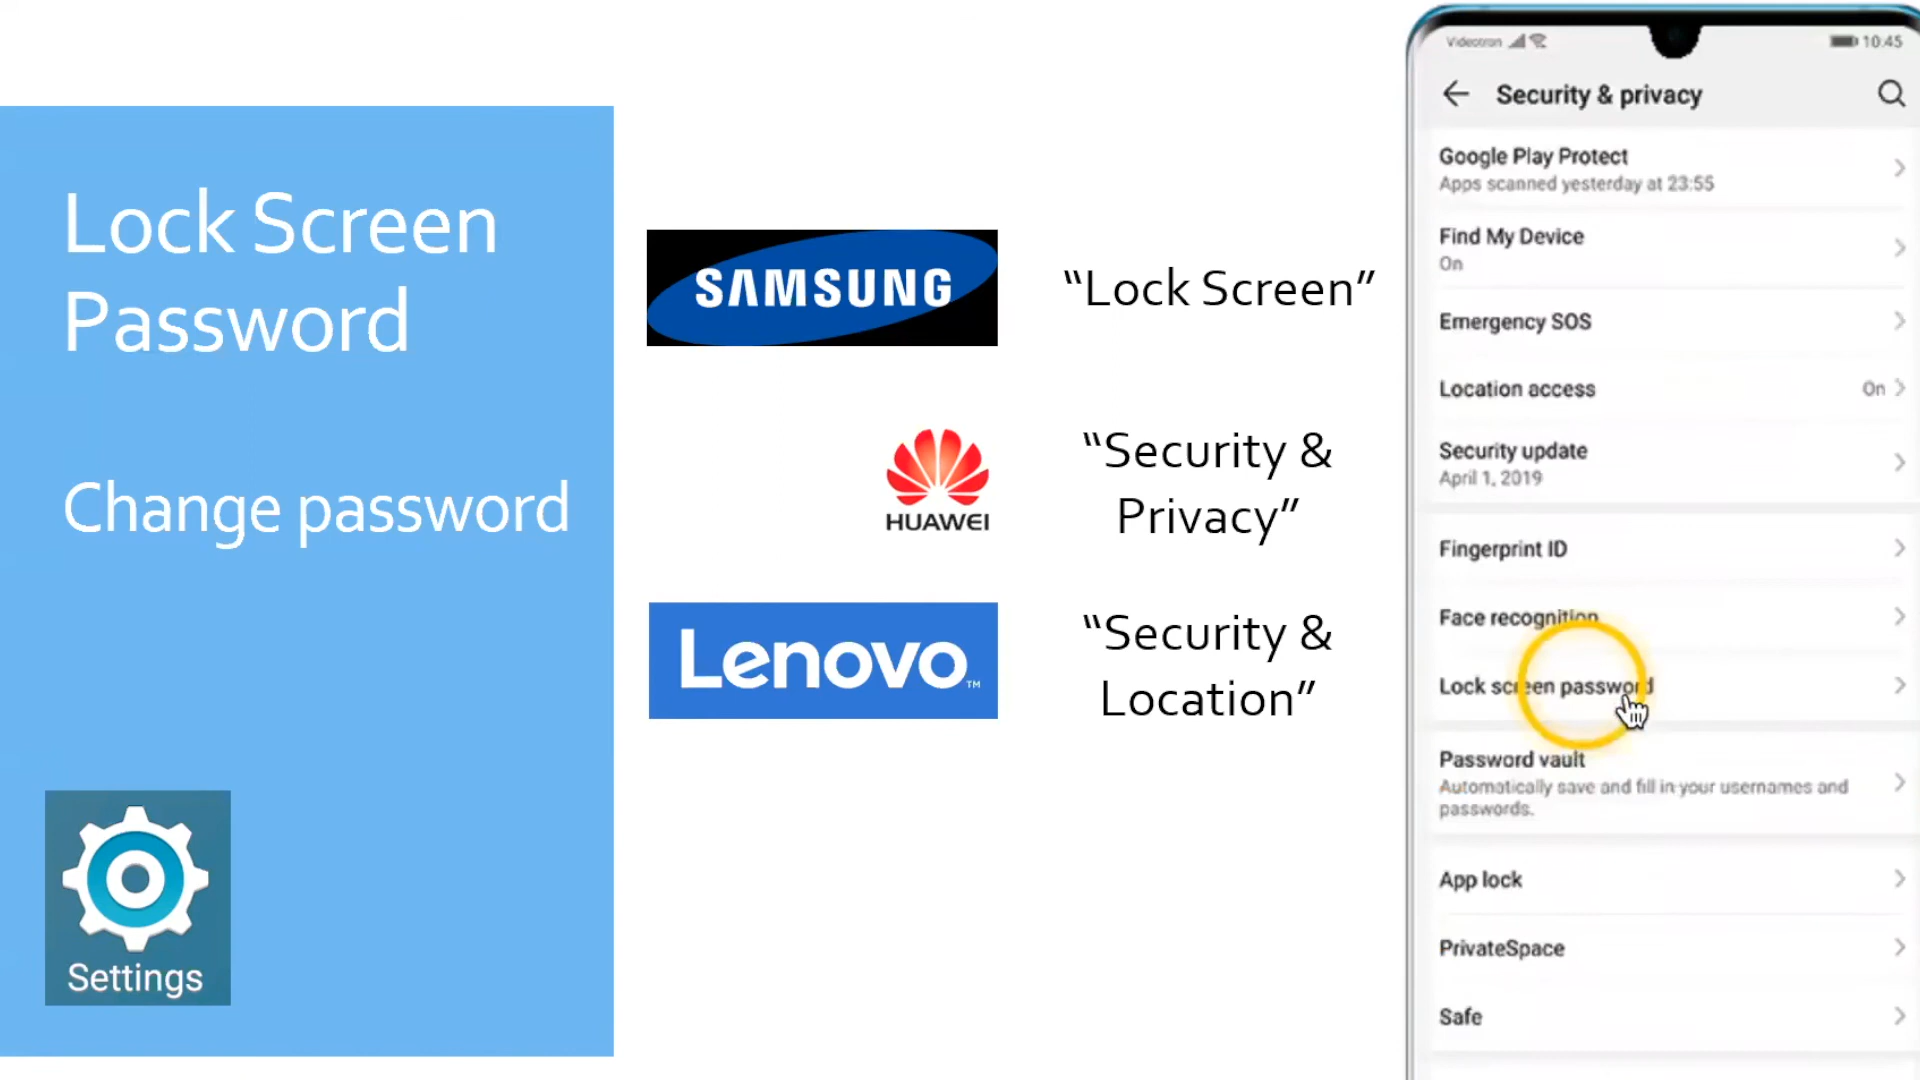 Lock Screen
Password
Change password
Settings
SAMSUNG
“Lock Screen”
HUAWEI
“Security &
Privacy”
Lenovo™
“Security &
Location”
Videotron
10:45
Security & privacy
Google Play Protect
Apps scanned yesterday at 23:55
Find My Device
On
Emergency SOS
Location access
On
Security update
April 1, 2019
Fingerprint ID
Face recognition
Lock screen password
Password vault
Automatically save and fill in your usernames and
passwords.
App lock
PrivateSpace
Safe